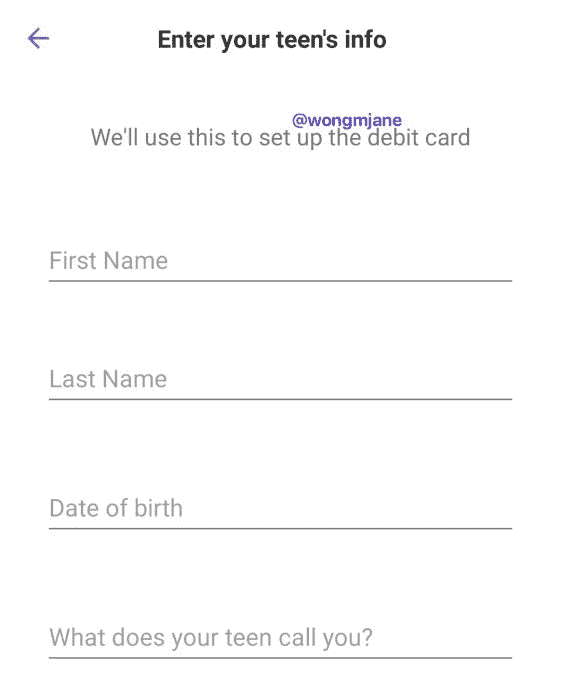 Enter your teen's info
@wongmjane
We'll use this to set up the debit card
First Name
Last Name
Date of birth
What does your teen call you?